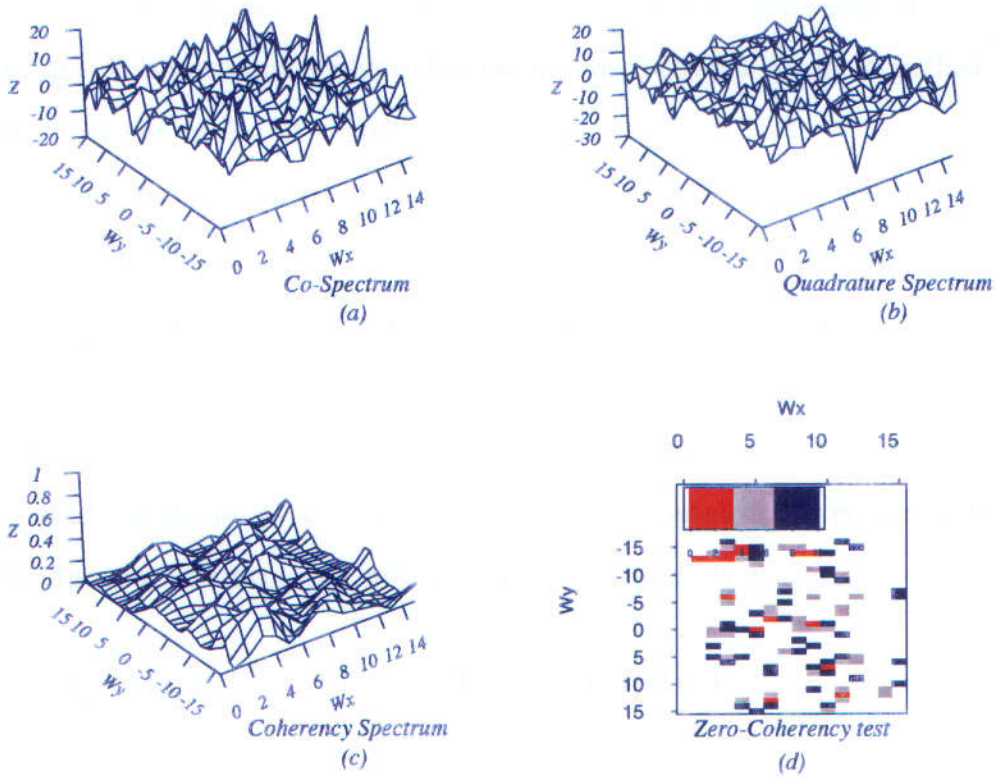 20
10
0
-10
-20
Z
15 10 5 0 -5 -10 -15
Wy
0 2 4 6 8 10 12 14
Wx
Co-Spectrum
(a)
20
10
0
-10
-20
-30
Z
15 10 5 0 -5 -10 -15
Wy
0 2 4 6 8 10 12 14
Wx
Quadrature Spectrum
(b)
1
0.8
0.6
0.4
0.2
0
Z
15 10 5 0 -5 -10 -15
Wy
0 2 4 6 8 10 12 14
Wx
Coherency Spectrum
(c)
Wx
0 5 10 15
-15
-10
-5
0
5
10
15
Wy
Zero-Coherency test
(d)